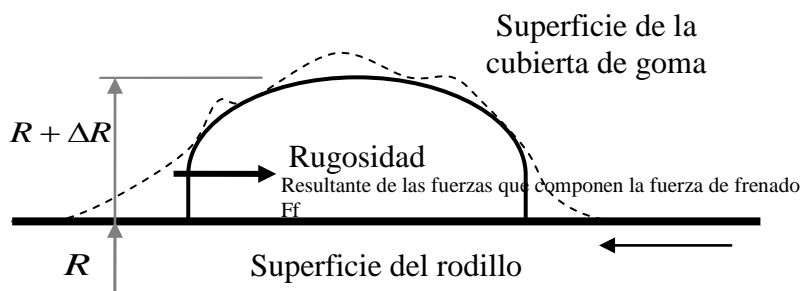 Superficie de la
cubierta de goma
R + ΔR
Rugosidad
Resultante de las fuerzas que componen la fuerza de frenado
Ff
R
Superficie del rodillo